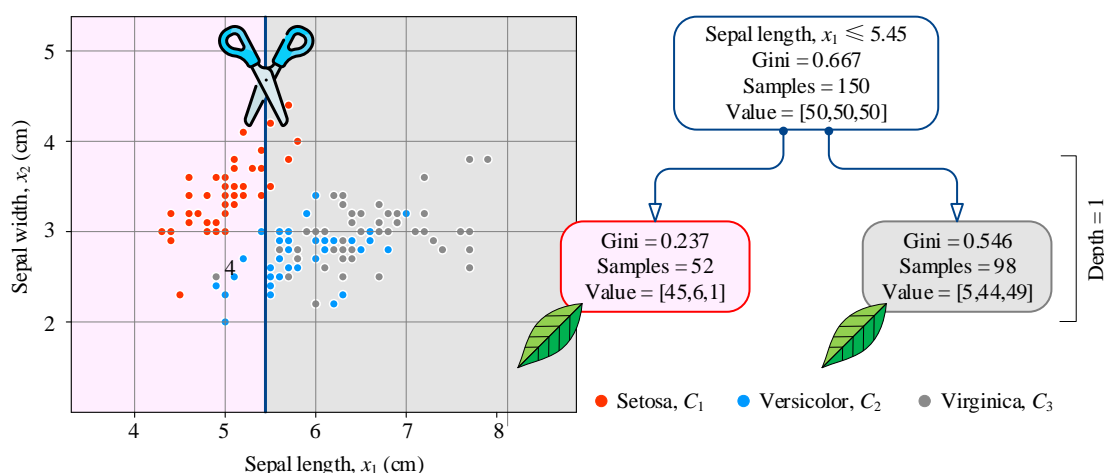 5
4
3
2
4
4
5
6
7
8
Sepal width, x2 (cm)
Sepal length, x1 (cm)
Sepal length, x1 ⩽ 5.45
Gini = 0.667
Samples = 150
Value = [50,50,50]
Gini = 0.237
Samples = 52
Value = [45,6,1]
Gini = 0.546
Samples = 98
Value = [5,44,49]
Depth = 1
Setosa, C1
Versicolor, C2
Virginica, C3